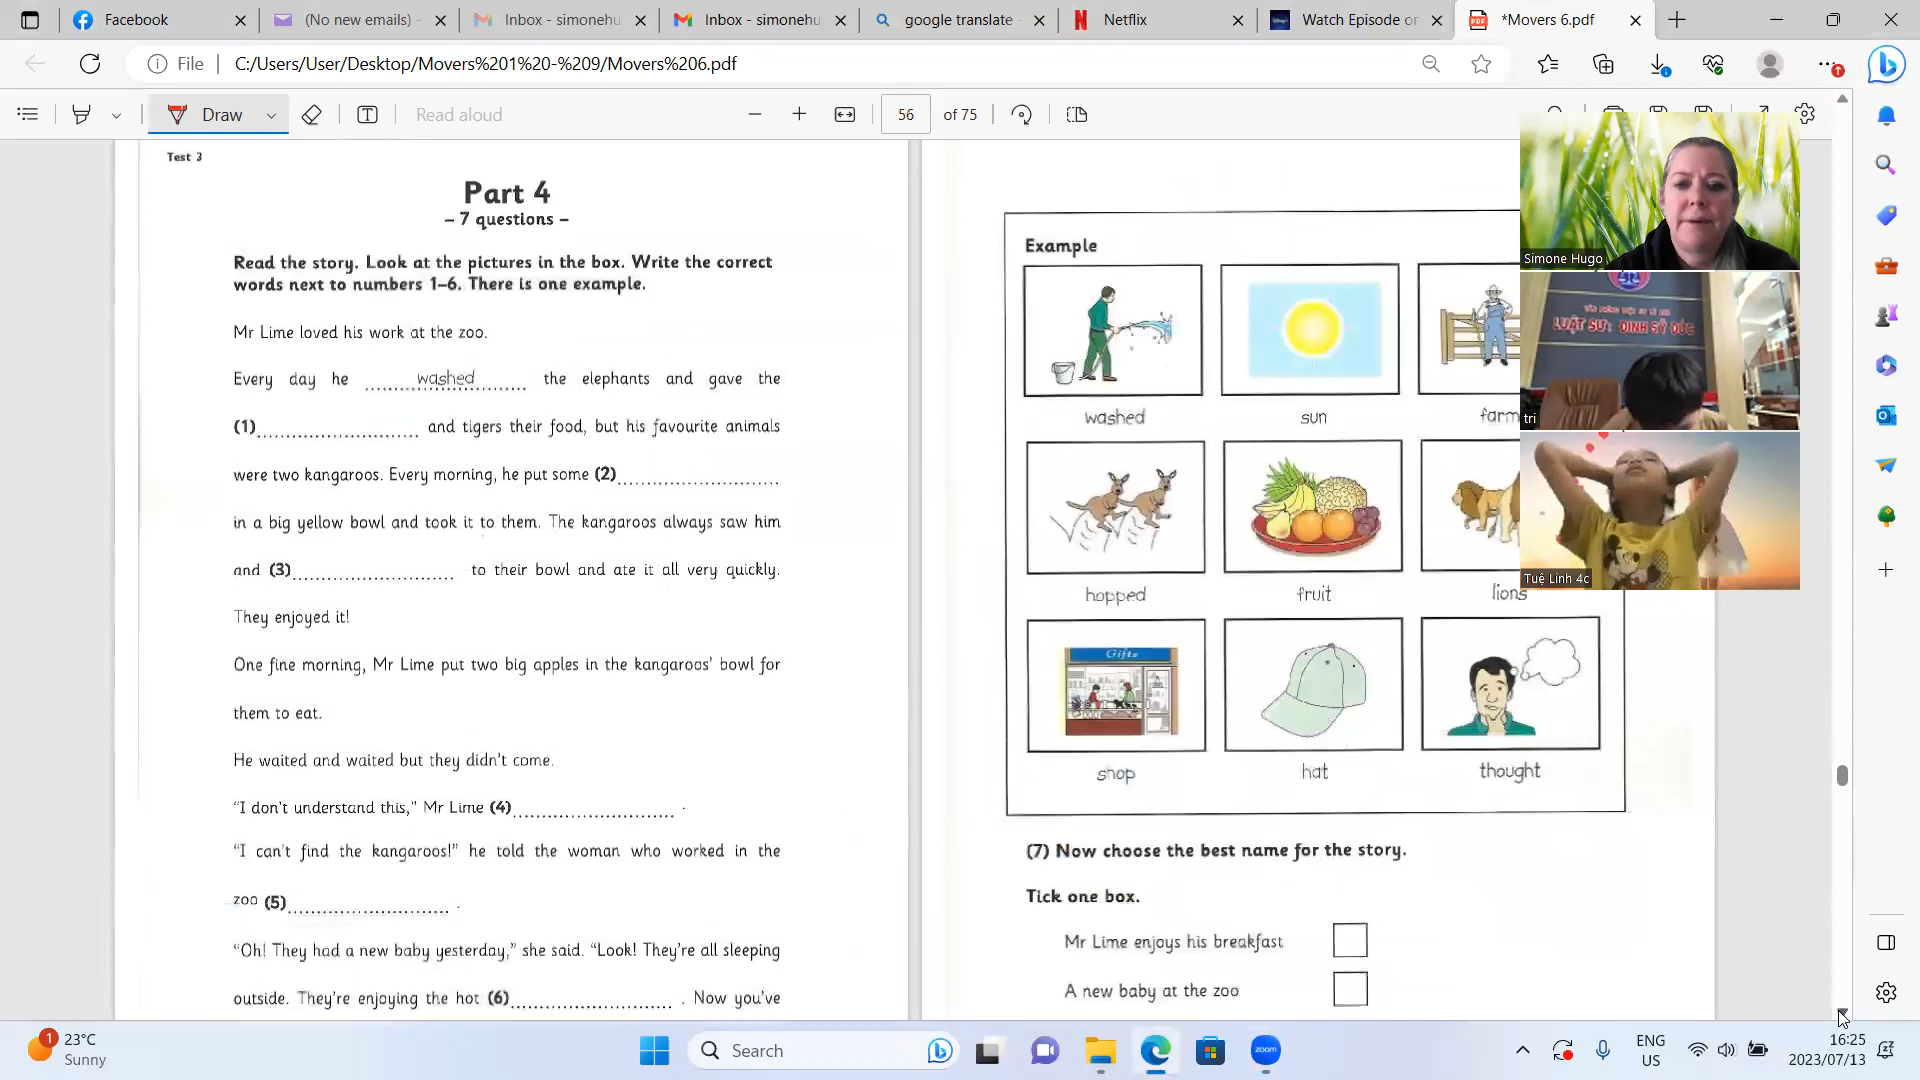 Facebook
(No new emails) -
Inbox - simonehu
Inbox - simonehu
google translate -
Netflix
Watch Episode or
*Movers 6.pdf
File
C:/Users/User/Desktop/Movers%201%20-%209/Movers%206.pdf
Draw
Read aloud
56
of 75
Test 3
Part 4
– 7 questions –
Read the story. Look at the pictures in the box. Write the correct
words next to numbers 1–6. There is one example.
Mr Lime loved his work at the zoo.
Every day he washed the elephants and gave the
(1) and tigers their food, but his favourite animals
were two kangaroos. Every morning, he put some (2)
in a big yellow bowl and took it to them. The kangaroos always saw him
and (3) to their bowl and ate it all very quickly.
They enjoyed it!
One fine morning, Mr Lime put two big apples in the kangaroos' bowl for
them to eat.
He waited and waited but they didn't come.
"I don't understand this," Mr Lime (4) .
"I can't find the kangaroos!" he told the woman who worked in the
zoo (5) .
"Oh! They had a new baby yesterday," she said. "Look! They're all sleeping
outside. They're enjoying the hot (6) . Now you've
Example
washed
sun
farm
hopped
fruit
lions
Gifts
shop
hat
thought
(7) Now choose the best name for the story.
Tick one box.
Mr Lime enjoys his breakfast
A new baby at the zoo
Simone Hugo
LUẬT SƯ: ĐINH SỸ ĐỨC
tri
Tuệ Linh 4c
1
23°C
Sunny
Search
zoom
ENG
US
16:25
2023/07/13